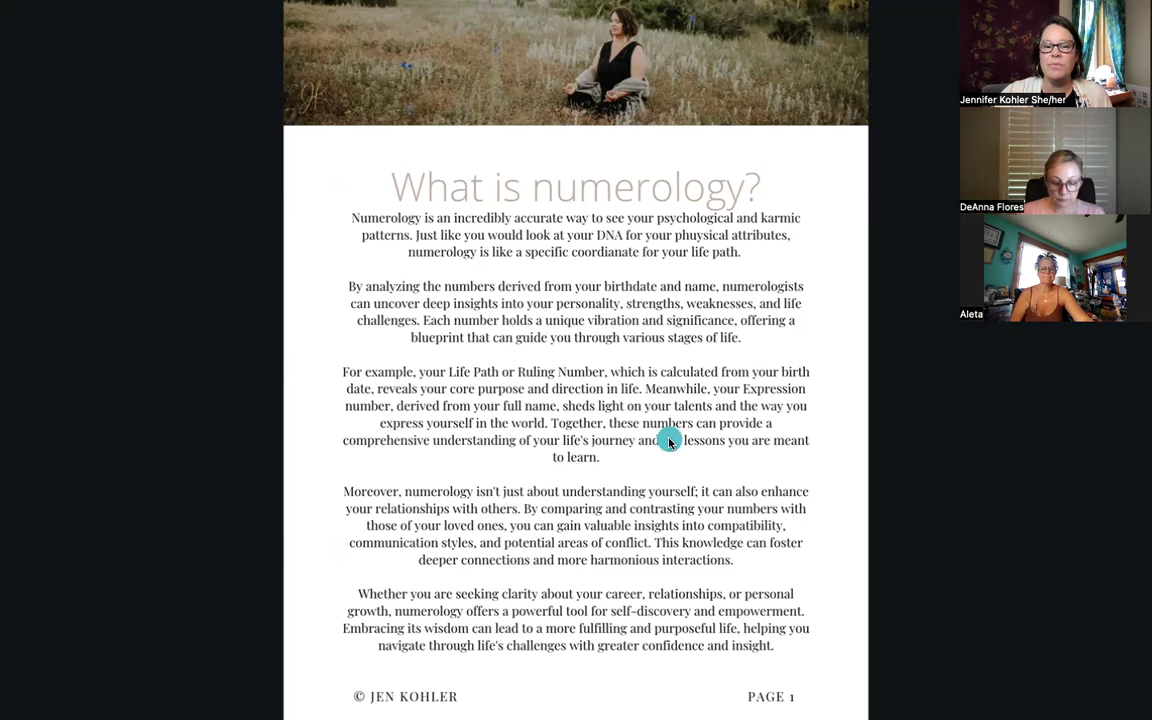 What is numerology?
Numerology is an incredibly accurate way to see your psychological and karmic
patterns. Just like you would look at your DNA for your phuysical attributes,
numerology is like a specific coordianate for your life path.
By analyzing the numbers derived from your birthdate and name, numerologists
can uncover deep insights into your personality, strengths, weaknesses, and life
challenges. Each number holds a unique vibration and significance, offering a
blueprint that can guide you through various stages of life.
For example, your Life Path or Ruling Number, which is calculated from your birth
date, reveals your core purpose and direction in life. Meanwhile, your Expression
number, derived from your full name, sheds light on your talents and the way you
express yourself in the world. Together, these numbers can provide a
comprehensive understanding of your life's journey and lessons you are meant
to learn.
Moreover, numerology isn't just about understanding yourself; it can also enhance
your relationships with others. By comparing and contrasting your numbers with
those of your loved ones, you can gain valuable insights into compatibility,
communication styles, and potential areas of conflict. This knowledge can foster
deeper connections and more harmonious interactions.
Whether you are seeking clarity about your career, relationships, or personal
growth, numerology offers a powerful tool for self-discovery and empowerment.
Embracing its wisdom can lead to a more fulfilling and purposeful life, helping you
navigate through life's challenges with greater confidence and insight.
© JEN KOHLER
PAGE 1
Jennifer Kohler She/her
DeAnna Flores
Aleta